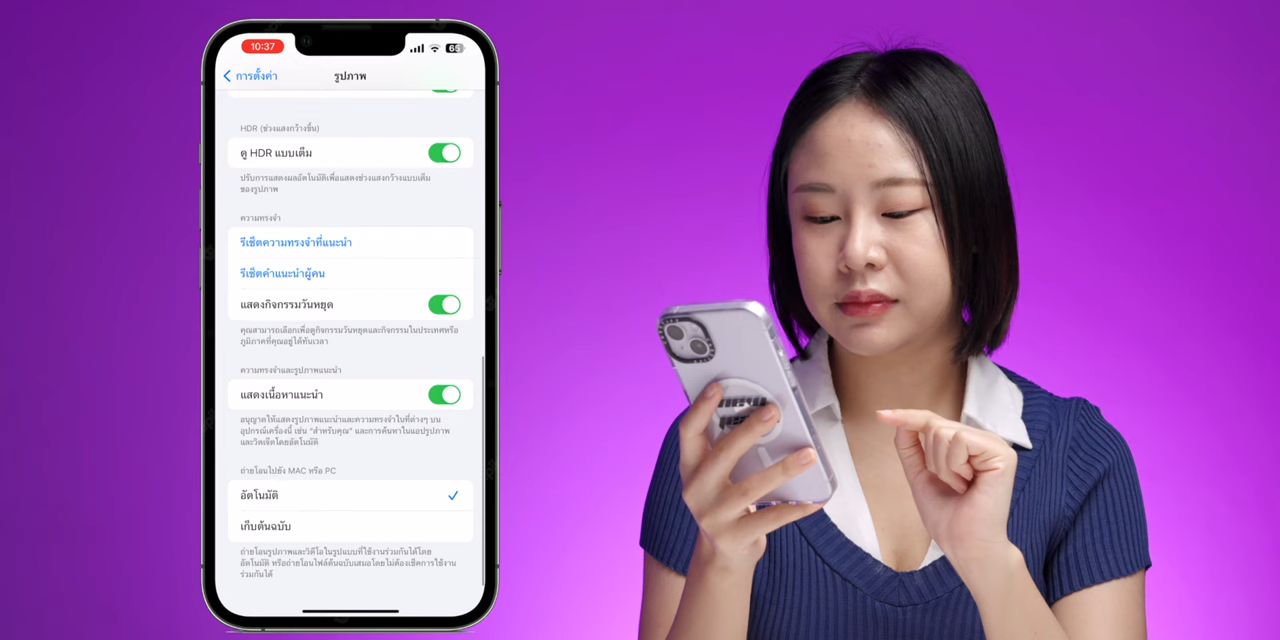 10:37
65
การตั้งค่า
รูปภาพ
HDR (ช่วงแสงกว้างขึ้น)
ดู HDR แบบเต็ม
ปรับการแสดงผลอัตโนมัติเพื่อแสดงช่วงแสงกว้างแบบเต็ม
ของรูปภาพ
ความทรงจำ
รีเซ็ตความทรงจำที่แนะนำ
รีเซ็ตคำแนะนำผู้คน
แสดงกิจกรรมวันหยุด
คุณสามารถเลือกเพื่อดูกิจกรรมวันหยุดและกิจกรรมในประเทศหรือ
ภูมิภาคที่คุณอยู่ได้ทันเวลา
ความทรงจำและรูปภาพแนะนำ
แสดงเนื้อหาแนะนำ
อนุญาตให้แสดงรูปภาพแนะนำและความทรงจำในที่ต่างๆ บน
อุปกรณ์เครื่องนี้ เช่น "สำหรับคุณ" และการค้นหาในแอปรูปภาพ
และวิดเจ็ตโดยอัตโนมัติ
ถ่ายโอนไปยัง MAC หรือ PC
อัตโนมัติ
เก็บต้นฉบับ
ถ่ายโอนรูปภาพและวิดีโอในรูปแบบที่ใช้งานร่วมกันได้โดย
อัตโนมัติ หรือถ่ายโอนไฟล์ต้นฉบับเสมอโดยไม่ต้องเช็คการใช้งาน
ร่วมกันได้